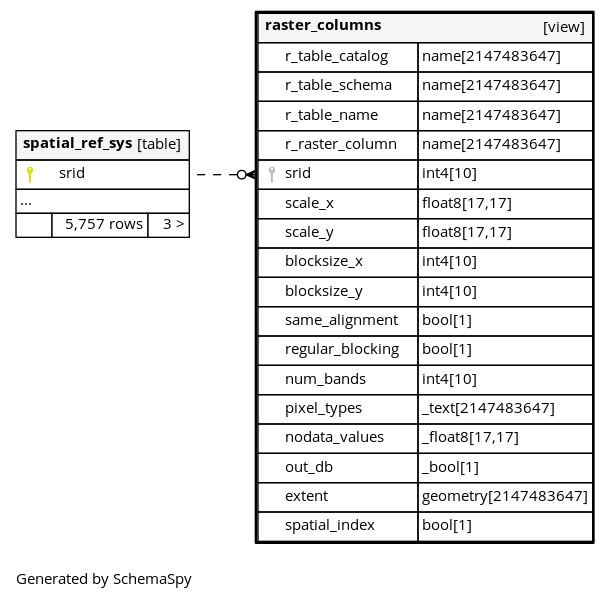 raster_columns [view]
r_table_catalog name[2147483647]
r_table_schema name[2147483647]
r_table_name name[2147483647]
r_raster_column name[2147483647]
srid int4[10]
scale_x float8[17,17]
scale_y float8[17,17]
blocksize_x int4[10]
blocksize_y int4[10]
same_alignment bool[1]
regular_blocking bool[1]
num_bands int4[10]
pixel_types _text[2147483647]
nodata_values _float8[17,17]
out_db _bool[1]
extent geometry[2147483647]
spatial_index bool[1]
spatial_ref_sys [table]
srid
...
5,757 rows 3 >
Generated by SchemaSpy